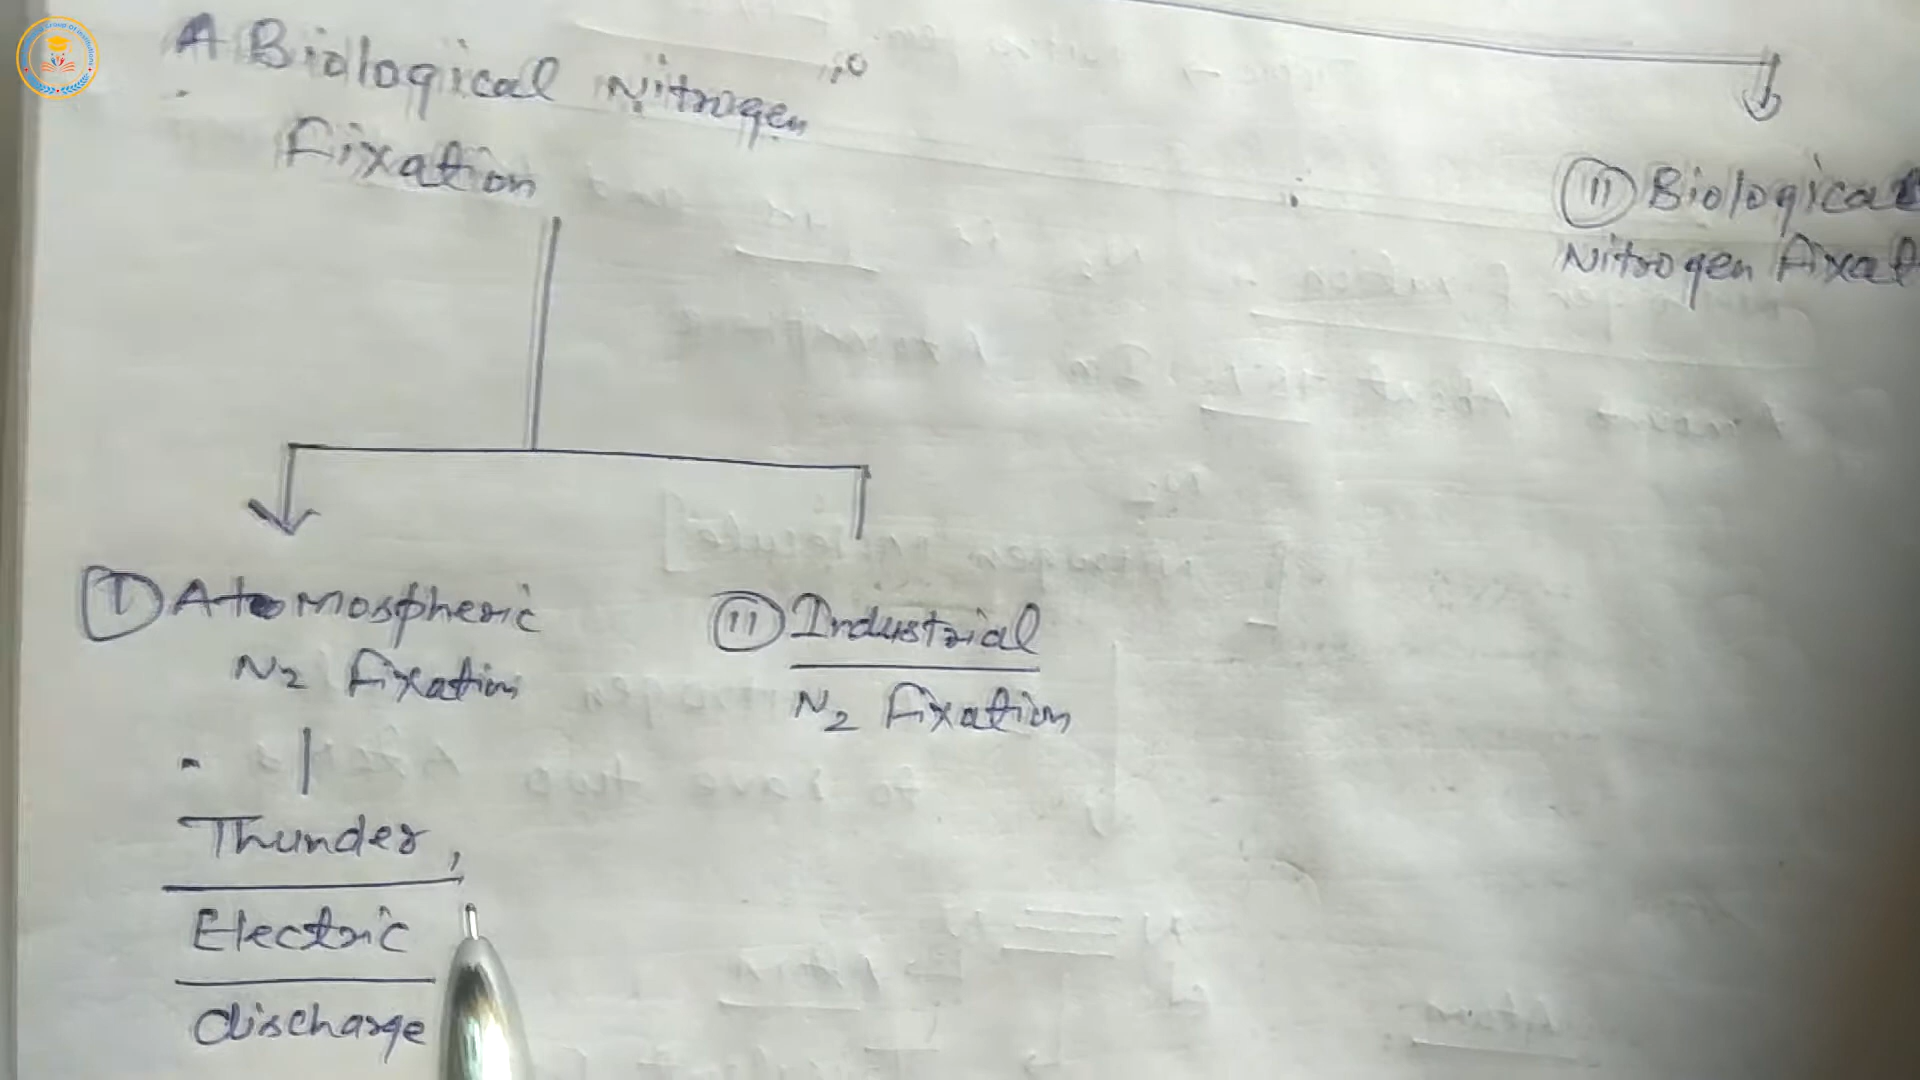 A Biological Nitrogen
Fixation
(II) Biological
Nitrogen Fixat
(I) Atmospheric
N2 Fixation
(II) Industrial
N2 Fixation
Thunder,
Electric
discharge